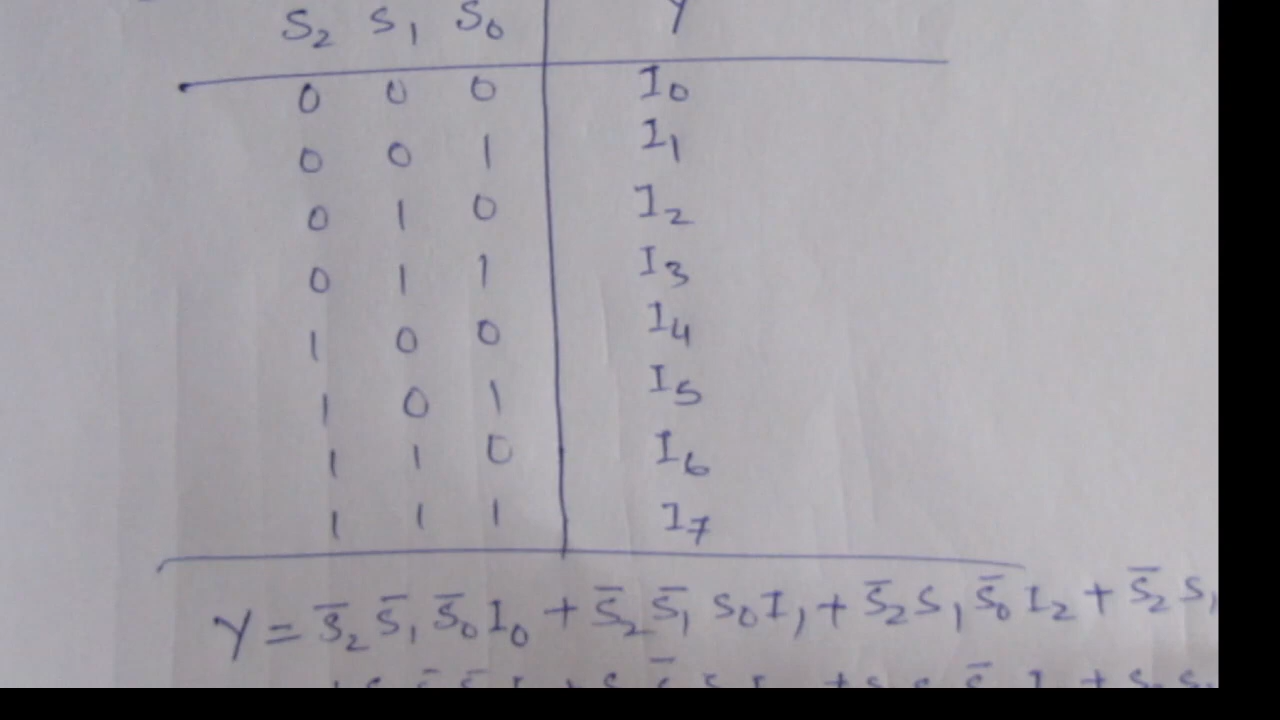 S₂ S₁ S₀ Y
0 0 0 I₀
0 0 1 I₁
0 1 0 I₂
0 1 1 I₃
1 0 0 I₄
1 0 1 I₅
1 1 0 I₆
1 1 1 I₇
Y = S̅₂ S̅₁ S̅₀ I₀ + S̅₂ S̅₁ S₀ I₁ + S̅₂ S₁ S̅₀ I₂ + S̅₂ S₁